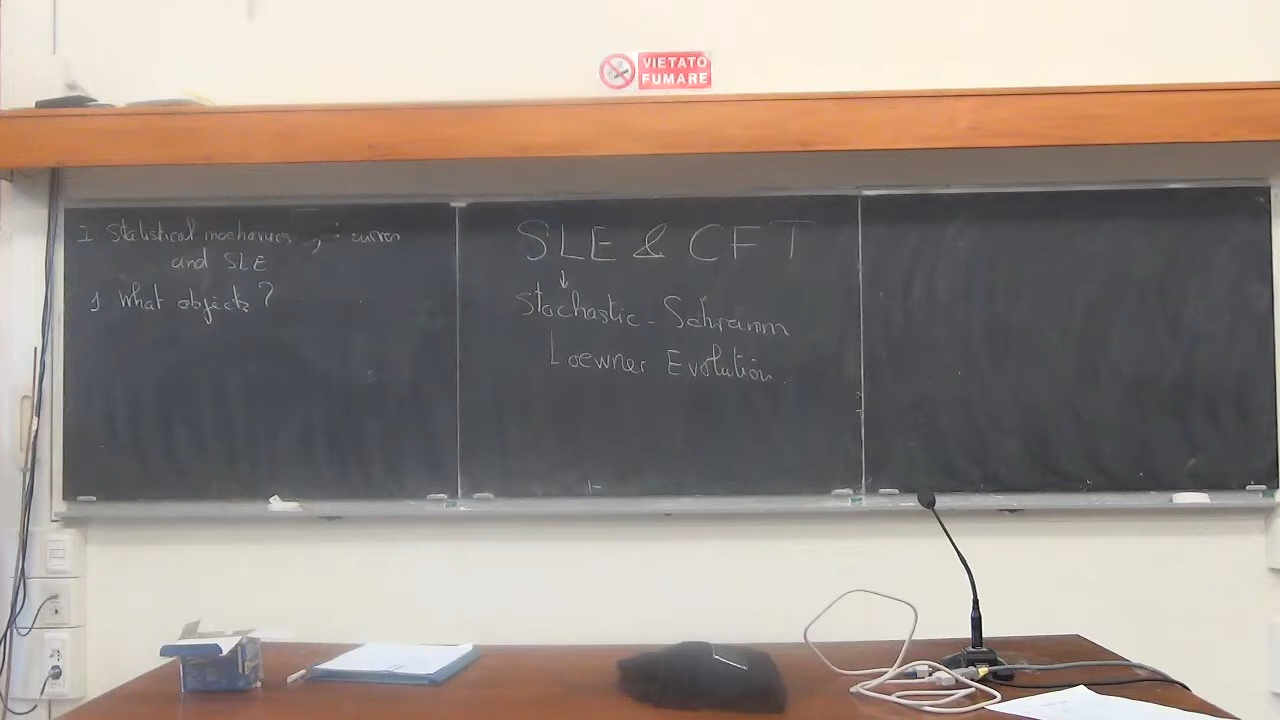 VIETATO
FUMARE
I. Statistical mechanics, curves
and SLE
1 What objects?
SLE & CFT
↓
Stochastic - Schramm
Loewner Evolution